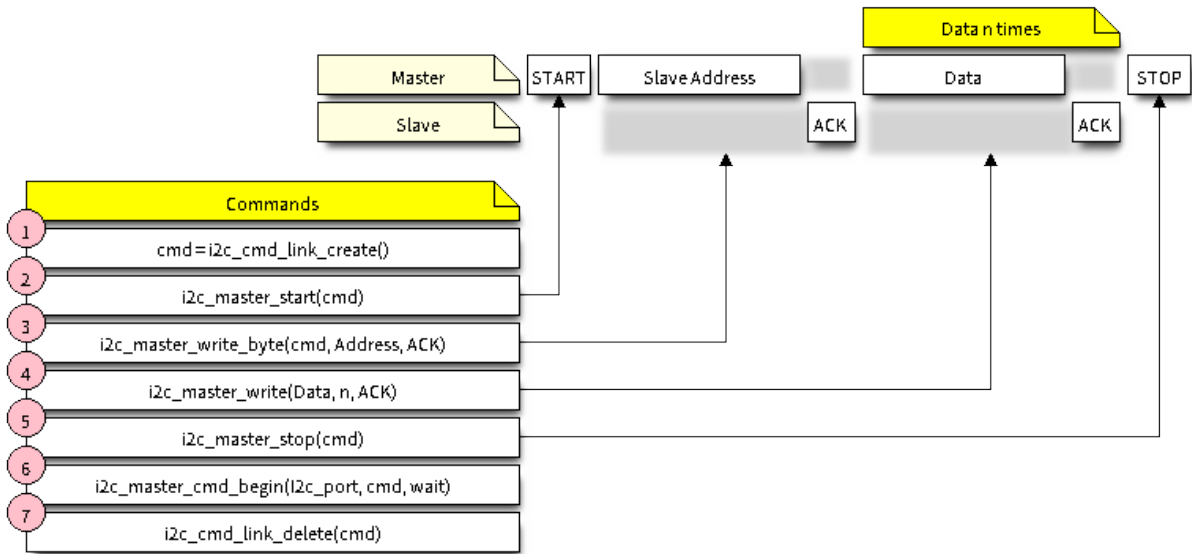 Data n times
Master
START
Slave Address
Data
STOP
Slave
ACK
ACK
Commands
1
cmd=i2c_cmd_link_create()
2
i2c_master_start(cmd)
3
i2c_master_write_byte(cmd, Address, ACK)
4
i2c_master_write(Data, n, ACK)
5
i2c_master_stop(cmd)
6
i2c_master_cmd_begin(I2c_port, cmd, wait)
7
i2c_cmd_link_delete(cmd)